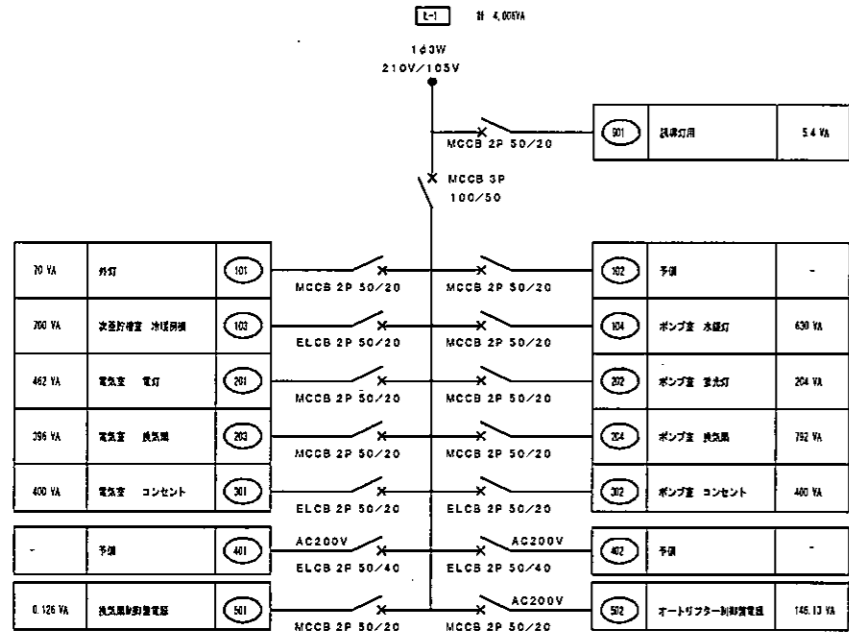 L-1 計 4,006VA
1φ3W
210V/105V
MCCB 2P 50/20 901 誘導灯用 5.4 VA
MCCB 3P
100/50
70 VA 外灯 101 MCCB 2P 50/20 MCCB 2P 50/20 102 予備 -
700 VA 次亜貯槽室 冷暖房機 103 ELCB 2P 50/20 MCCB 2P 50/20 104 ポンプ室 水銀灯 630 VA
462 VA 電気室 電灯 201 MCCB 2P 50/20 MCCB 2P 50/20 202 ポンプ室 蛍光灯 204 VA
396 VA 電気室 換気扇 203 MCCB 2P 50/20 MCCB 2P 50/20 204 ポンプ室 換気扇 792 VA
400 VA 電気室 コンセント 301 ELCB 2P 50/20 ELCB 2P 50/20 302 ポンプ室 コンセント 400 VA
- 予備 401 AC200V ELCB 2P 50/40 AC200V ELCB 2P 50/40 402 予備 -
0.126 VA 換気扇制御盤電源 501 MCCB 2P 50/20 AC200V MCCB 2P 50/20 502 オートリフター制御盤電源 146.13 VA